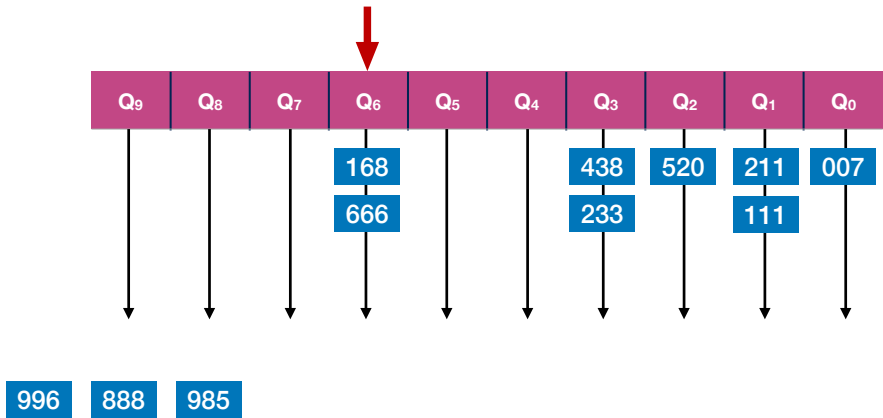 Q₉ Q₈ Q₇ Q₆ Q₅ Q₄ Q₃ Q₂ Q₁ Q₀
168 438 520 211 007
666 233 111
996 888 985